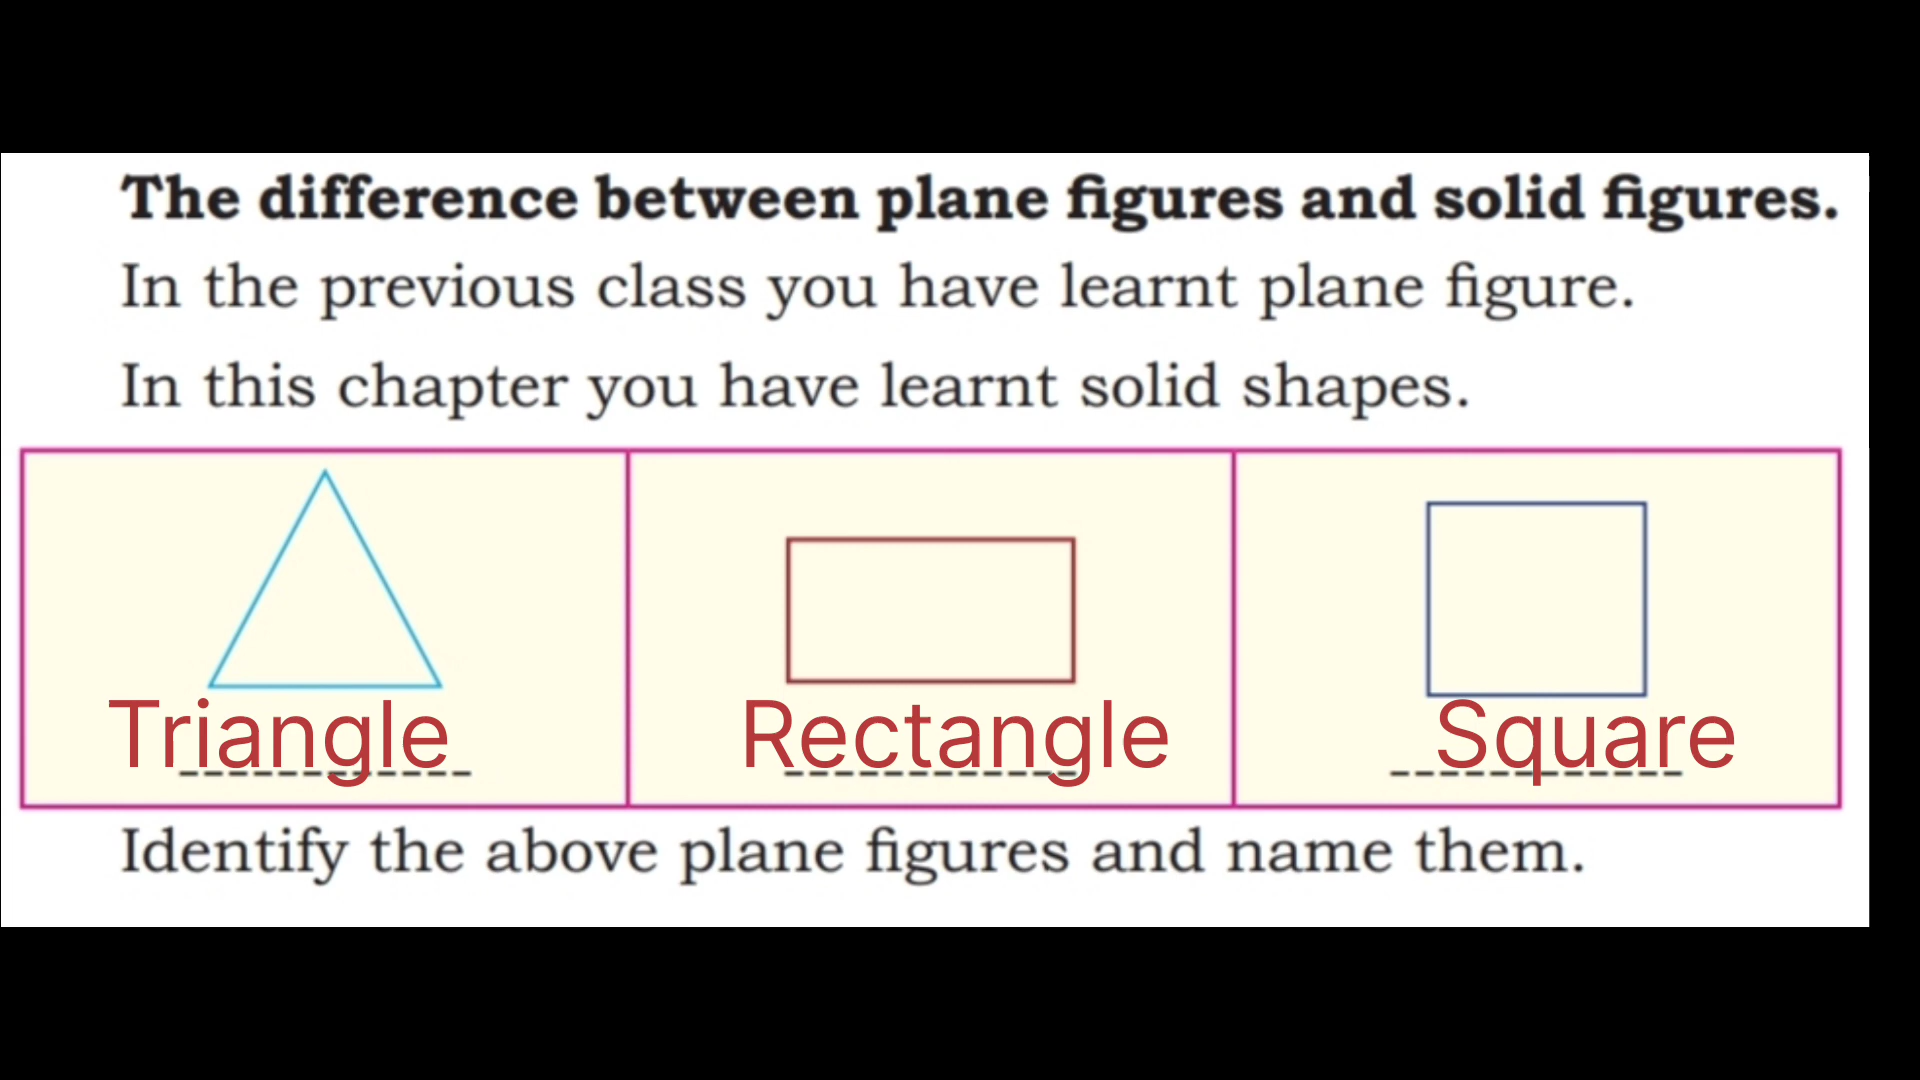 The difference between plane figures and solid figures.
In the previous class you have learnt plane figure.
In this chapter you have learnt solid shapes.
Triangle Rectangle Square
Identify the above plane figures and name them.